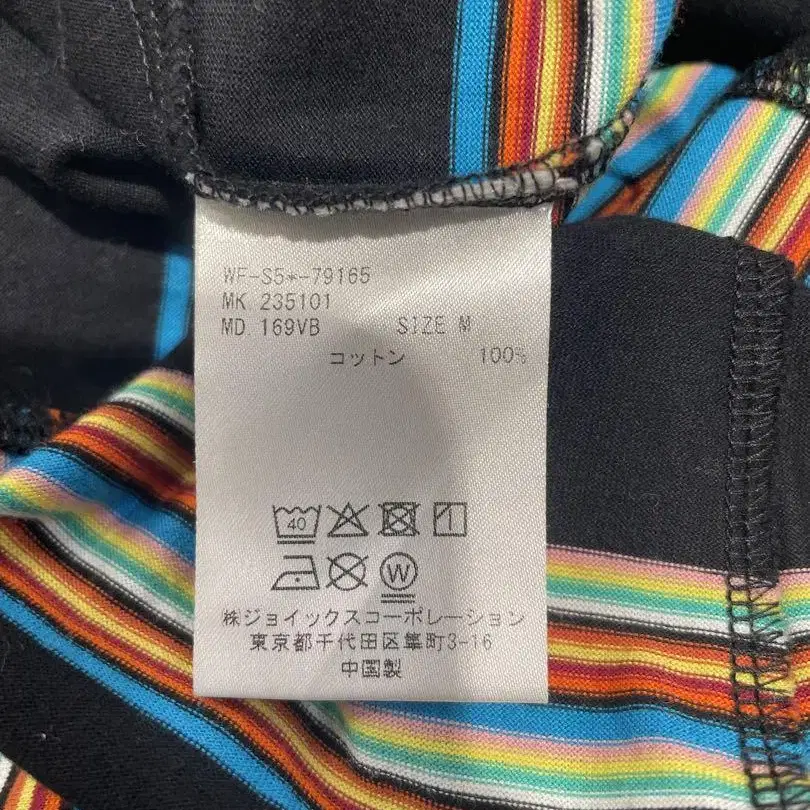 WF-S5*-79165
MK 235101
MD 169VB SIZE M
コットン 100%
40
W
株ジョイックスコーポレーション
東京都千代田区隼町3-16
中国製